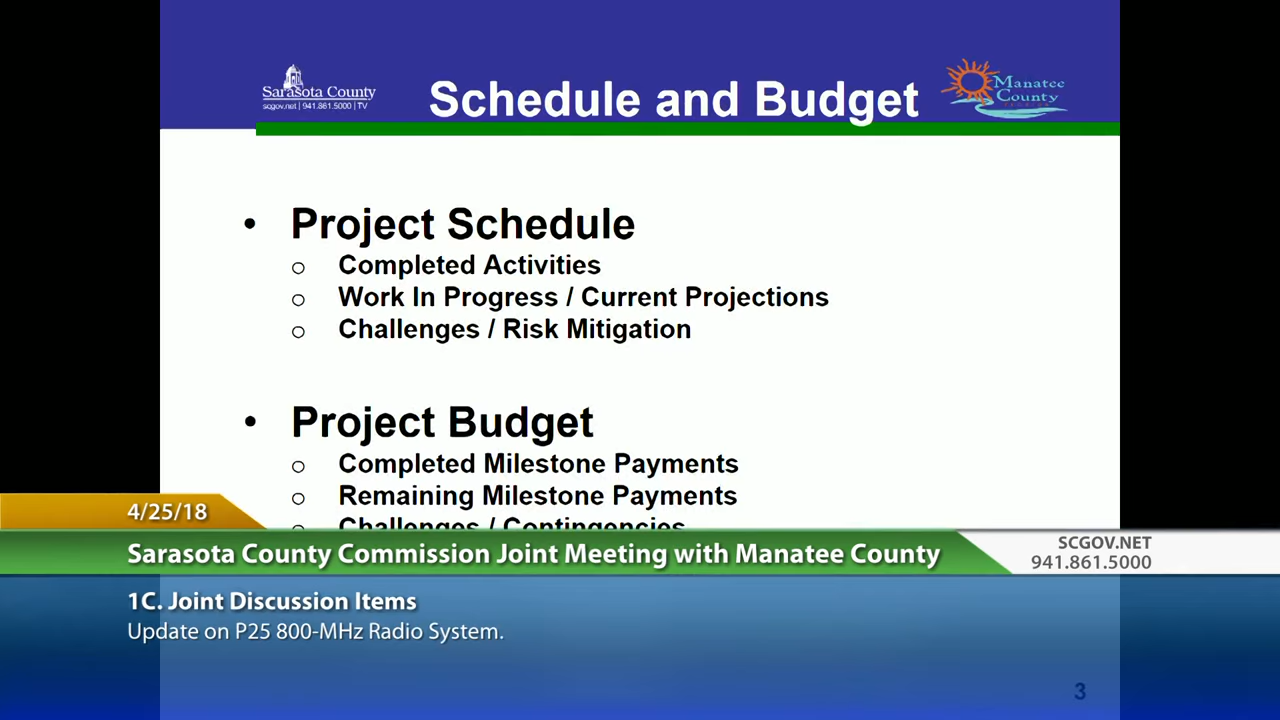 Sarasota County
scgov.net | 941.861.5000 | TV
Schedule and Budget
Manatee
County
FLORIDA
• Project Schedule
o Completed Activities
o Work In Progress / Current Projections
o Challenges / Risk Mitigation
• Project Budget
o Completed Milestone Payments
o Remaining Milestone Payments
o Challenges / Contingencies
4/25/18
Sarasota County Commission Joint Meeting with Manatee County
SCGOV.NET
941.861.5000
1C. Joint Discussion Items
Update on P25 800-MHz Radio System.
3